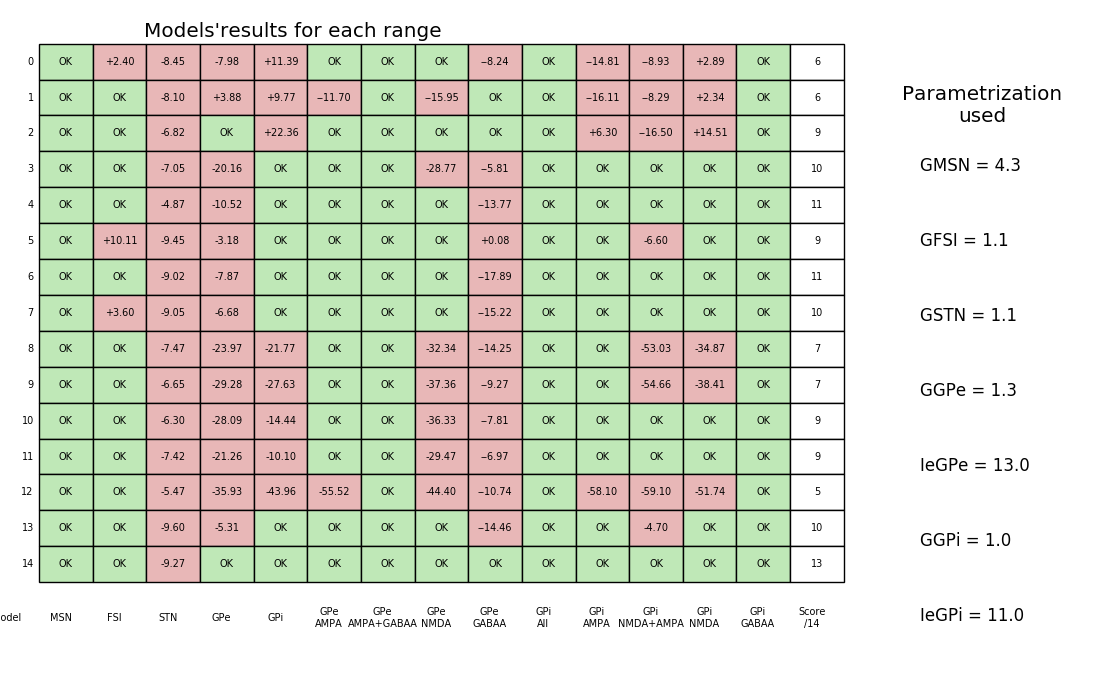 Models'results for each range
0 OK +2.40 -8.45 -7.98 +11.39 OK OK OK --8.24 OK --14.81 --8.93 +2.89 OK 6
1 OK OK -8.10 +3.88 +9.77 --11.70 OK --15.95 OK OK --16.11 --8.29 +2.34 OK 6
2 OK OK -6.82 OK +22.36 OK OK OK OK OK +6.30 --16.50 +14.51 OK 9
3 OK OK -7.05 -20.16 OK OK OK -28.77 --5.81 OK OK OK OK OK 10
4 OK OK -4.87 -10.52 OK OK OK OK --13.77 OK OK OK OK OK 11
5 OK +10.11 -9.45 -3.18 OK OK OK OK +0.08 OK OK -6.60 OK OK 9
6 OK OK -9.02 -7.87 OK OK OK OK --17.89 OK OK OK OK OK 11
7 OK +3.60 -9.05 -6.68 OK OK OK OK --15.22 OK OK OK OK OK 10
8 OK OK -7.47 -23.97 -21.77 OK OK -32.34 --14.25 OK OK -53.03 -34.87 OK 7
9 OK OK -6.65 -29.28 -27.63 OK OK -37.36 --9.27 OK OK -54.66 -38.41 OK 7
10 OK OK -6.30 -28.09 -14.44 OK OK -36.33 --7.81 OK OK OK OK OK 9
11 OK OK -7.42 -21.26 -10.10 OK OK -29.47 --6.97 OK OK OK OK OK 9
12 OK OK -5.47 -35.93 -43.96 -55.52 OK -44.40 --10.74 OK -58.10 -59.10 -51.74 OK 5
13 OK OK -9.60 -5.31 OK OK OK OK --14.46 OK OK -4.70 OK OK 10
14 OK OK -9.27 OK OK OK OK OK OK OK OK OK OK OK 13
odel MSN FSI STN GPe GPi GPe AMPA GPe AMPA+GABAA GPe NMDA GPe GABAA GPi All GPi AMPA GPi NMDA+AMPA GPi NMDA GPi GABAA Score /14
Parametrization
used
GMSN = 4.3
GFSI = 1.1
GSTN = 1.1
GGPe = 1.3
IeGPe = 13.0
GGPi = 1.0
IeGPi = 11.0